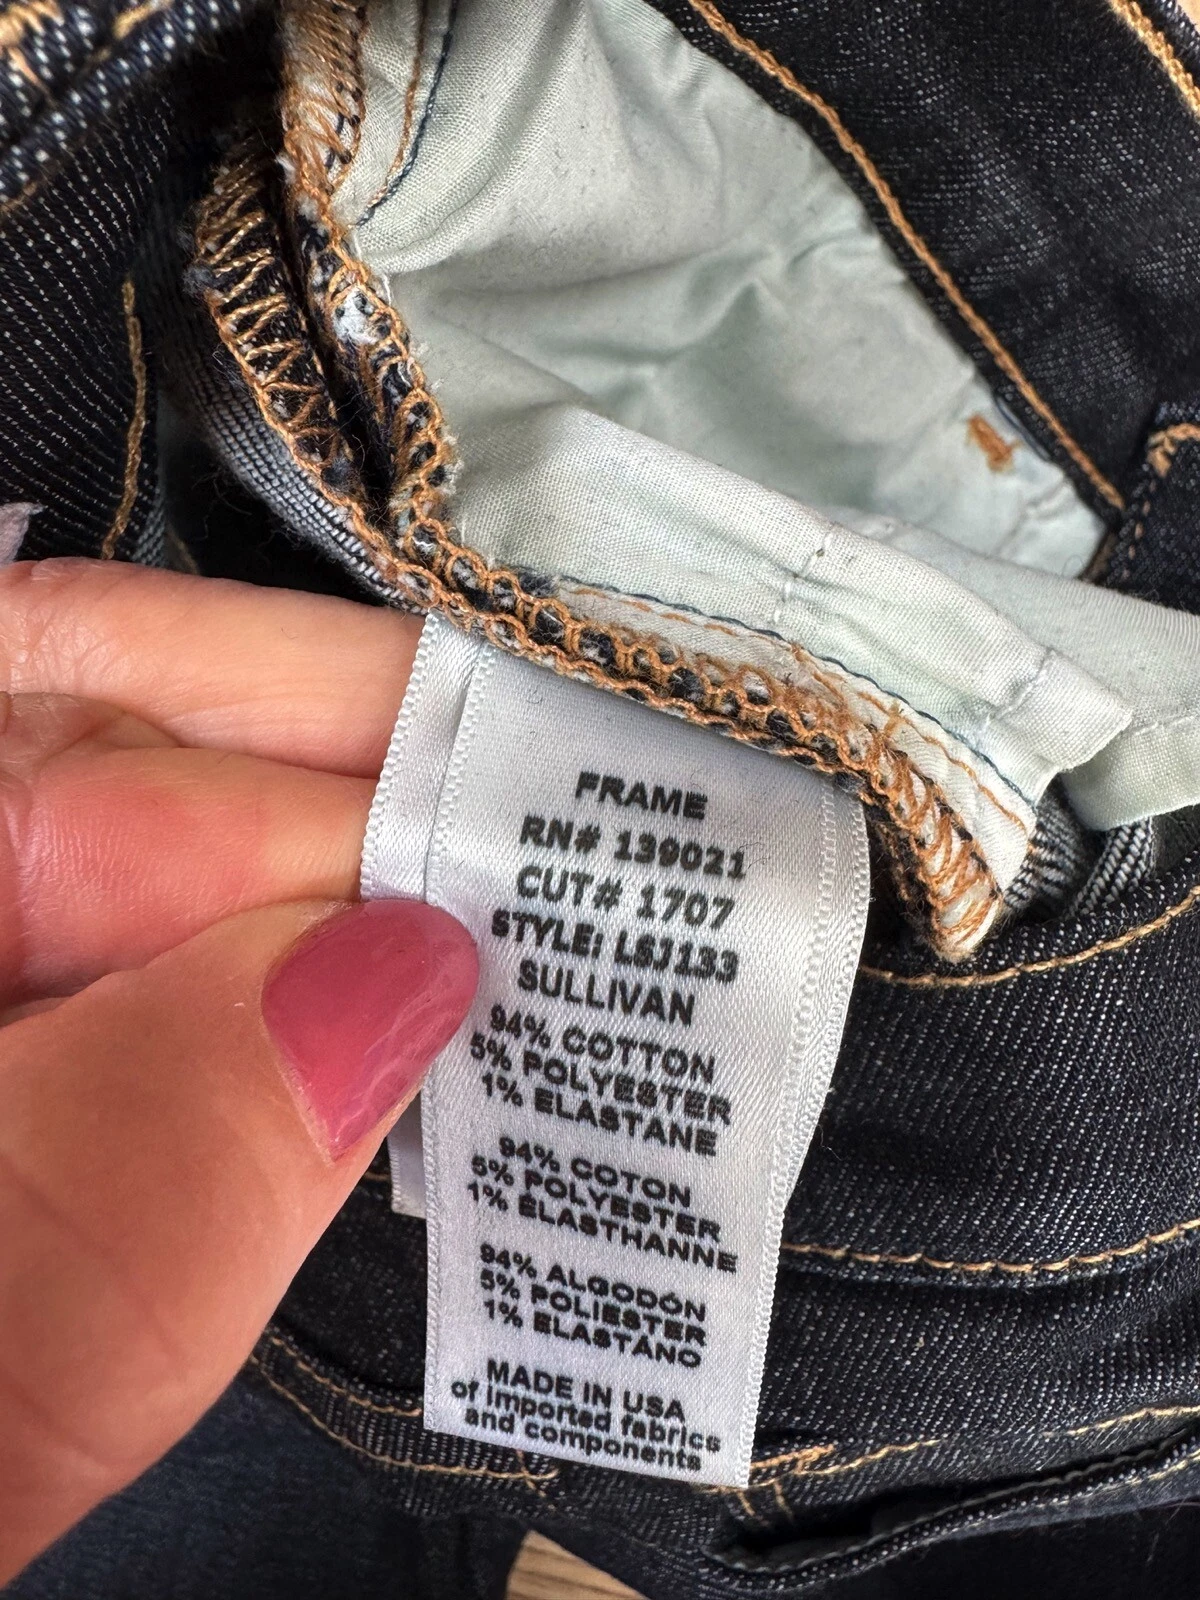 FRAME
RN# 139021
CUT# 1707
STYLE: LSJ133
SULLIVAN
94% COTTON
5% POLYESTER
1% ELASTANE
94% COTON
5% POLYESTER
1% ÉLASTHANNE
94% ALGODÓN
5% POLIÉSTER
1% ELASTANO
MADE IN USA
of imported fabrics
and components